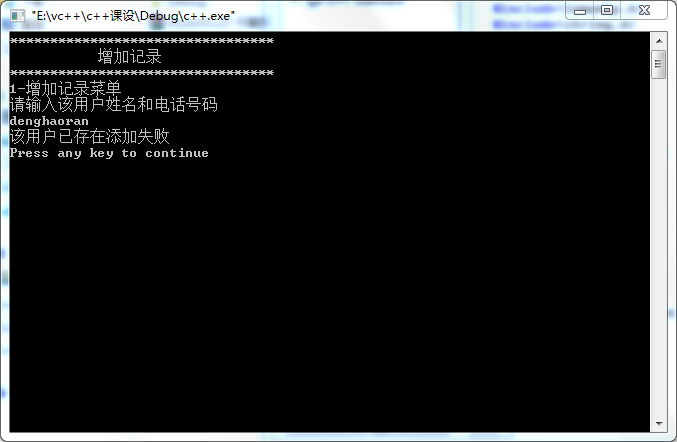 "E:\vc++\c++课设\Debug\c++.exe"
*********************************
增加记录
*********************************
1-增加记录菜单
请输入该用户姓名和电话号码
denghaoran
该用户已存在添加失败
Press any key to continue